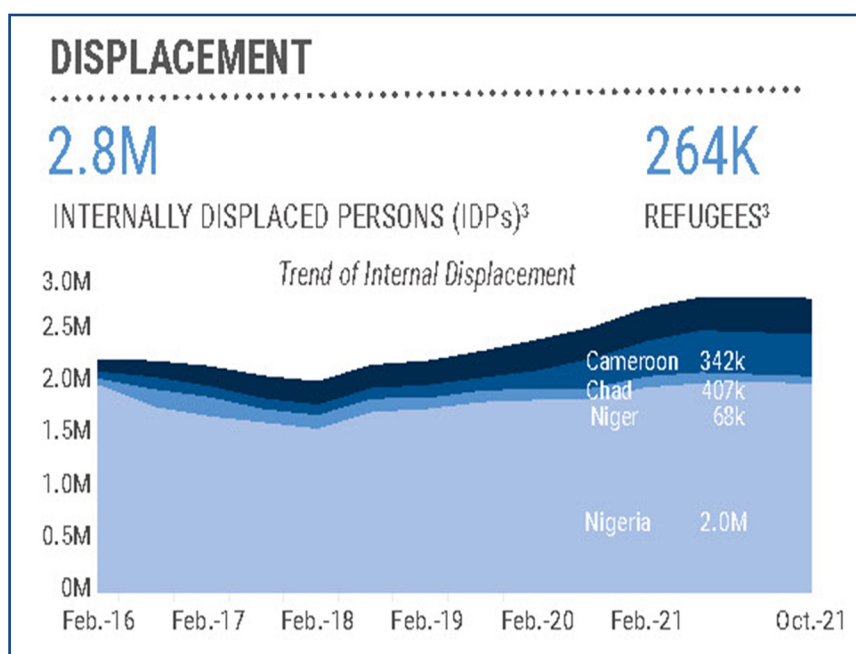 DISPLACEMENT
2.8M 264K
INTERNALLY DISPLACED PERSONS (IDPs)³ REFUGEES³
Trend of Internal Displacement
3.0M
2.5M
2.0M
1.5M
1.0M
0.5M
0M
Cameroon 342k
Chad 407k
Niger 68k
Nigeria 2.0M
Feb.-16 Feb.-17 Feb.-18 Feb.-19 Feb.-20 Feb.-21 Oct.-21